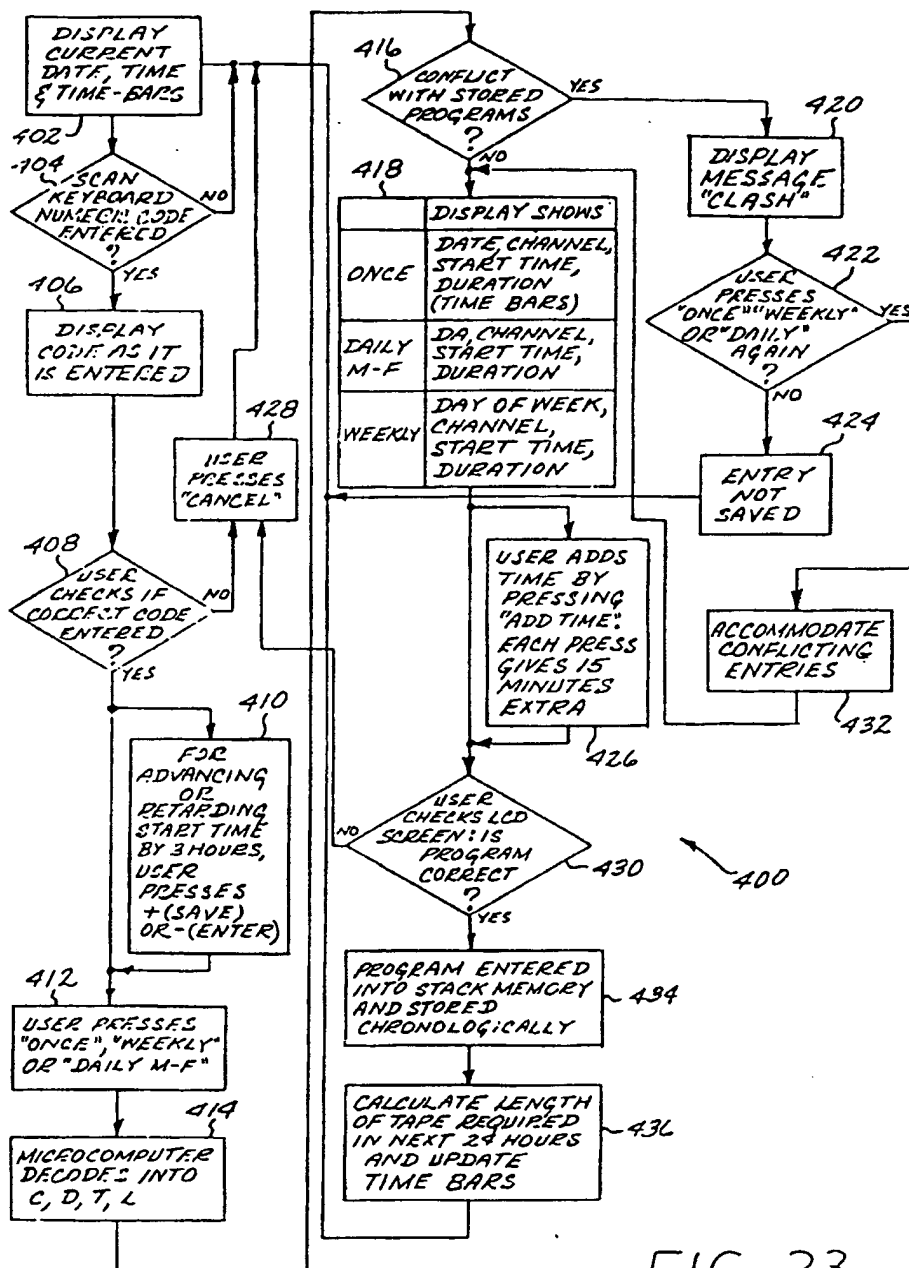 DISPLAY
CURRENT
DATE, TIME
& TIME-BARS
402
404
SCAN
KEYBOARD
NUMERIC CODE
ENTERED
?
NO
YES
406
DISPLAY
CODE AS IT
IS ENTERED
428
USER
PRESSES
"CANCEL"
408
USER
CHECKS IF
CORRECT CODE
ENTERED
?
NO
YES
410
FOR
ADVANCING
OR
RETARDING
START TIME
BY 3 HOURS,
USER
PRESSES
+(SAVE)
OR-(ENTER)
412
USER PRESSES
"ONCE", "WEEKLY"
OR "DAILY M-F"
414
MICROCOMPUTER
DECODES INTO
C, D, T, L
416
CONFLICT
WITH STORED
PROGRAMS
?
YES
NO
418
DISPLAY SHOWS
ONCE
DATE, CHANNEL,
START TIME,
DURATION
(TIME BARS)
DAILY
M-F
DA, CHANNEL,
START TIME,
DURATION
WEEKLY
DAY OF WEEK,
CHANNEL,
START TIME,
DURATION
420
DISPLAY
MESSAGE
"CLASH"
422
USER
PRESSES
"ONCE" "WEEKLY"
OR "DAILY"
AGAIN
?
YES
NO
424
ENTRY
NOT
SAVED
USER ADDS
TIME BY
PRESSING
"ADD TIME".
EACH PRESS
GIVES 15
MINUTES
EXTRA
426
ACCOMMODATE
CONFLICTING
ENTRIES
432
USER
CHECKS LCD
SCREEN: IS
PROGRAM
CORRECT
?
NO
YES
430
400
PROGRAM ENTERED
INTO STACK MEMORY
AND STORED
CHRONOLOGICALLY
434
CALCULATE LENGTH
OF TAPE REQUIRED
IN NEXT 24 HOURS
AND UPDATE
TIME BARS
436
FIG. 23